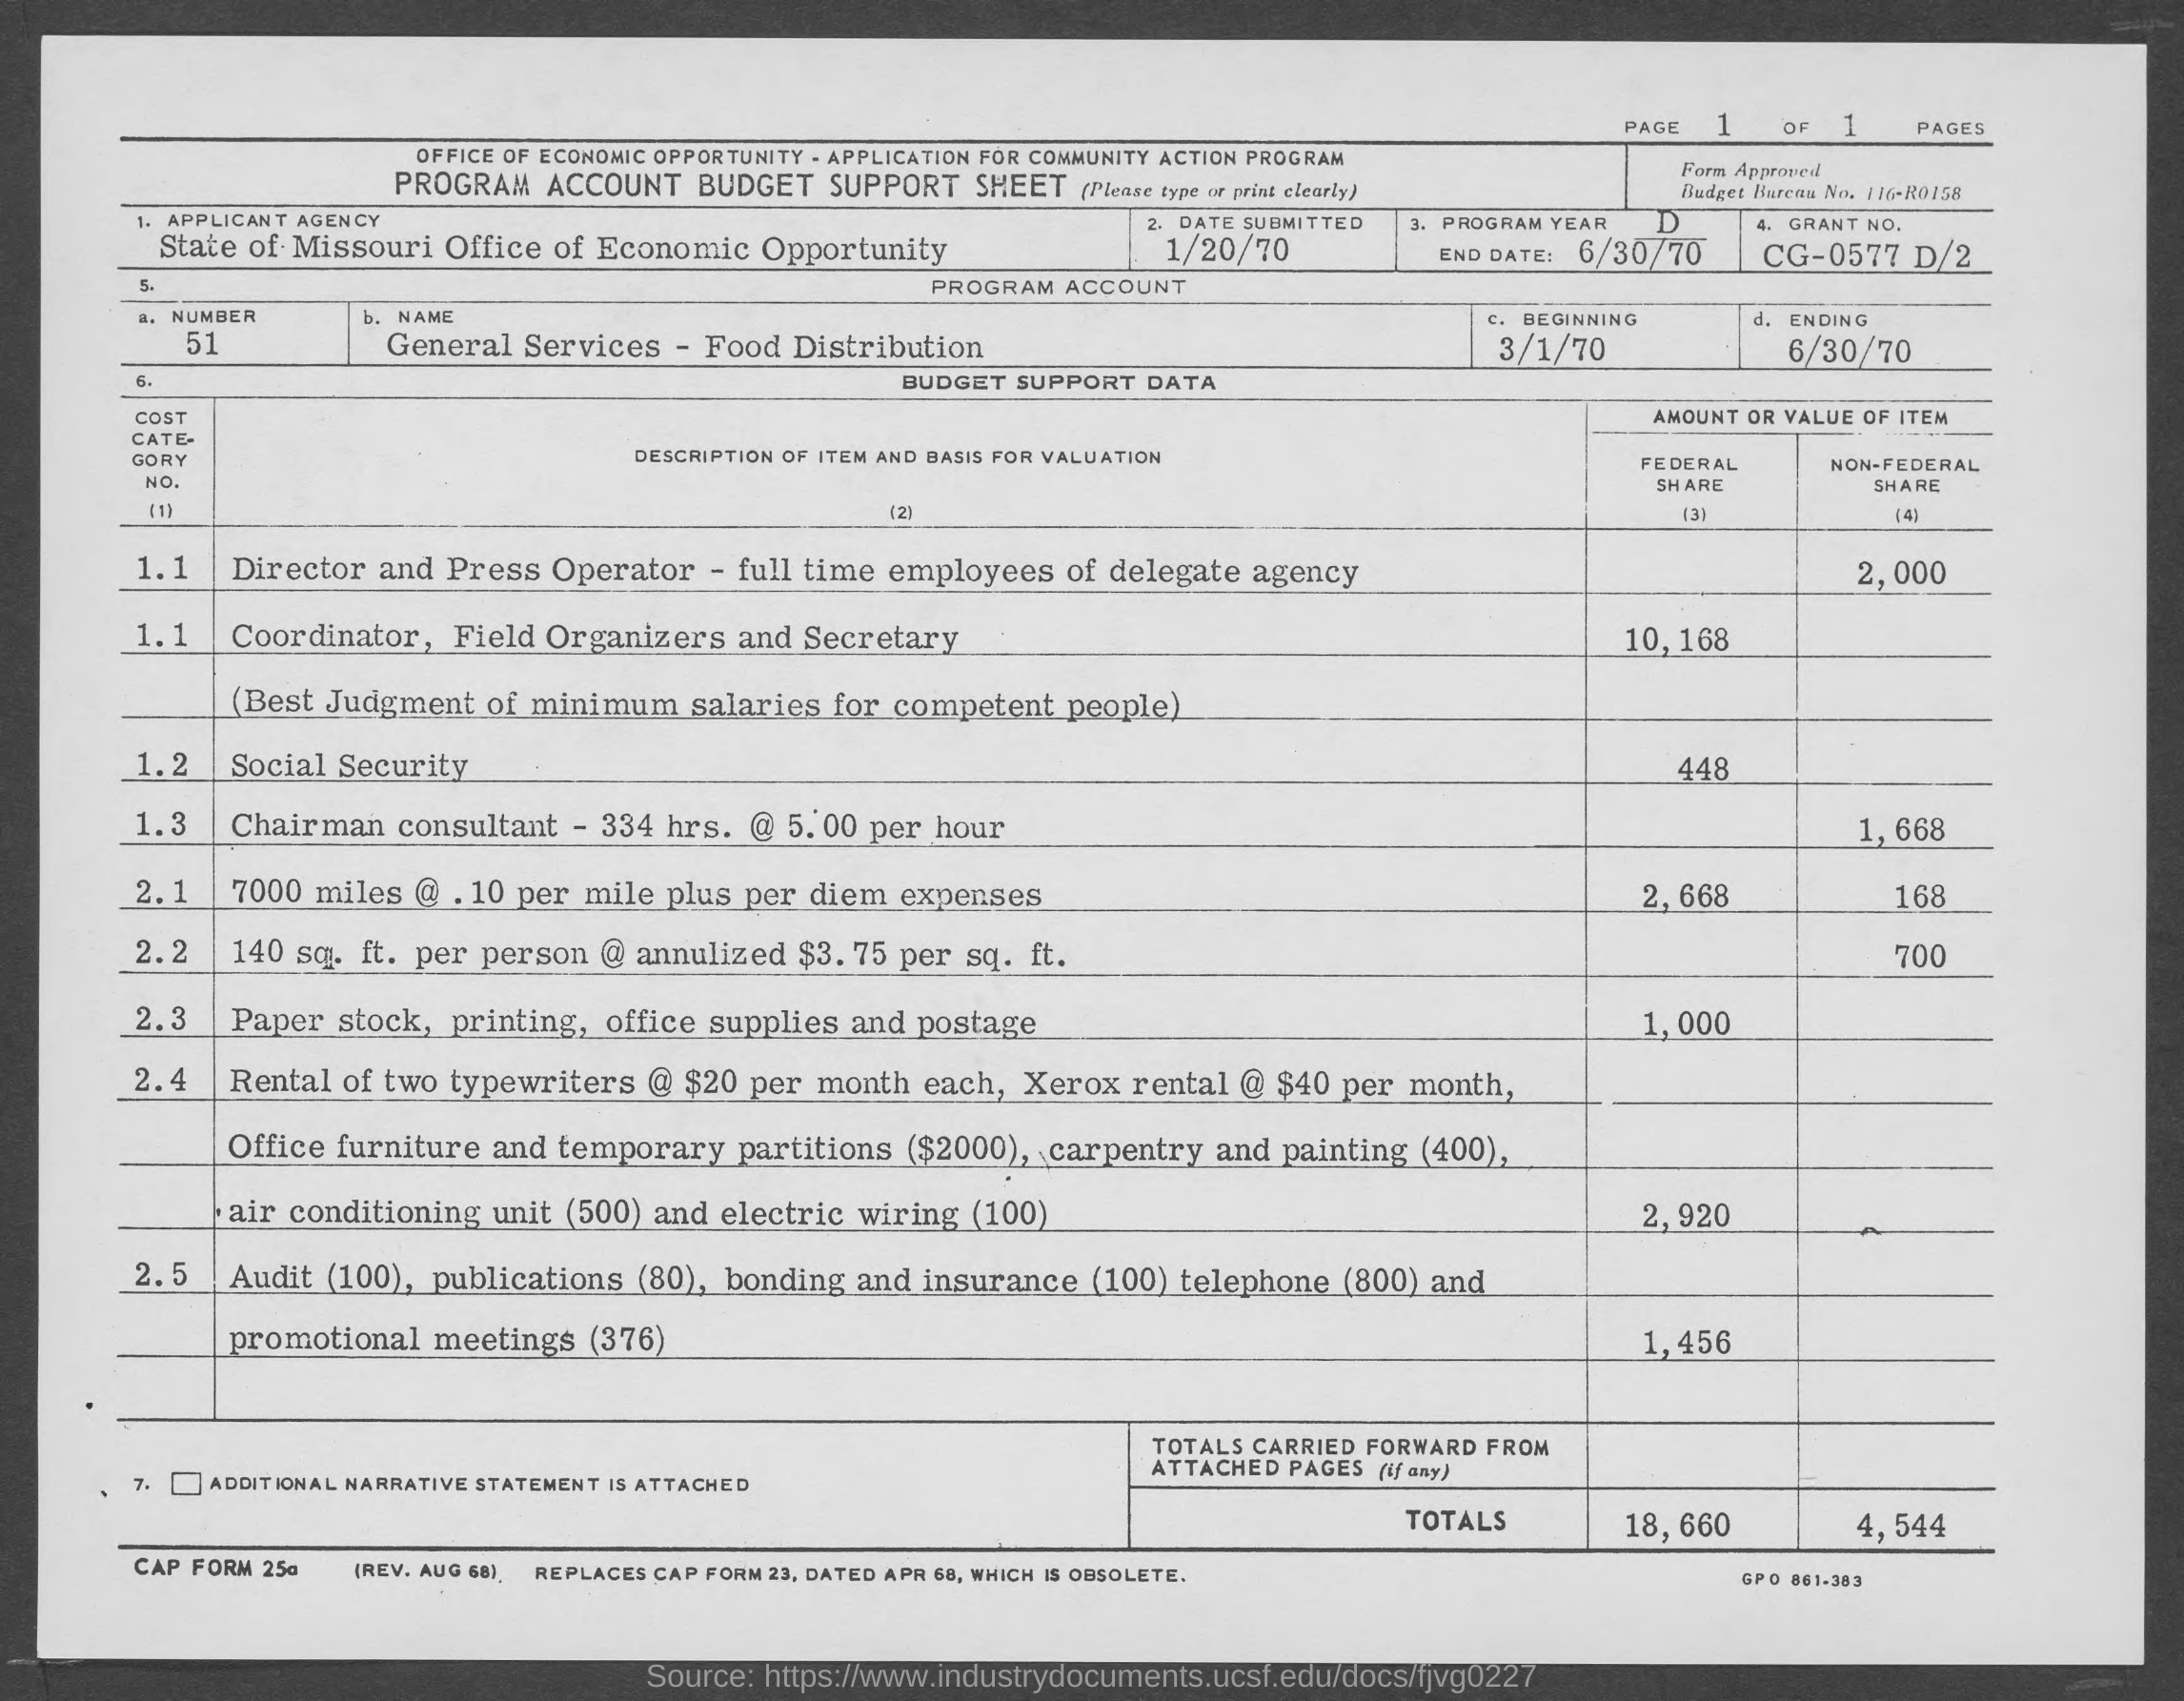 PAGE 1 OF 1 PAGES
OFFICE OF ECONOMIC OPPORTUNITY - APPLICATION FOR COMMUNITY ACTION PROGRAM
PROGRAM ACCOUNT BUDGET SUPPORT SHEET (Please type or print clearly)
Form Approved
Budget Bureau No. 116-R0158
1. APPLICANT AGENCY
State of Missouri Office of Economic Opportunity
2. DATE SUBMITTED
1/20/70
3. PROGRAM YEAR D
END DATE: 6/30/70
4. GRANT NO.
CG-0577 D/2
5. PROGRAM ACCOUNT
a. NUMBER
51
b. NAME
General Services - Food Distribution
c. BEGINNING
3/1/70
d. ENDING
6/30/70
6. BUDGET SUPPORT DATA
COST
CATE-
GORY
NO.
(1)
DESCRIPTION OF ITEM AND BASIS FOR VALUATION
(2)
AMOUNT OR VALUE OF ITEM
FEDERAL
SHARE
(3)
NON-FEDERAL
SHARE
(4)
1.1 Director and Press Operator - full time employees of delegate agency 2,000
1.1 Coordinator, Field Organizers and Secretary 10,168
(Best Judgment of minimum salaries for competent people)
1.2 Social Security 448
1.3 Chairman consultant - 334 hrs. @ 5.00 per hour 1,668
2.1 7000 miles @ .10 per mile plus per diem expenses 2,668 168
2.2 140 sq. ft. per person @ annulized $3.75 per sq. ft. 700
2.3 Paper stock, printing, office supplies and postage 1,000
2.4 Rental of two typewriters @ $20 per month each, Xerox rental @ $40 per month,
Office furniture and temporary partitions ($2000), carpentry and painting (400),
air conditioning unit (500) and electric wiring (100) 2,920
2.5 Audit (100), publications (80), bonding and insurance (100) telephone (800) and
promotional meetings (376) 1,456
TOTALS CARRIED FORWARD FROM
ATTACHED PAGES (if any)
7. ADDITIONAL NARRATIVE STATEMENT IS ATTACHED
TOTALS 18,660 4,544
CAP FORM 25a (REV. AUG 68). REPLACES CAP FORM 23, DATED APR 68, WHICH IS OBSOLETE.
GPO 861-383
Source: https://www.industrydocuments.ucsf.edu/docs/fjvg0227